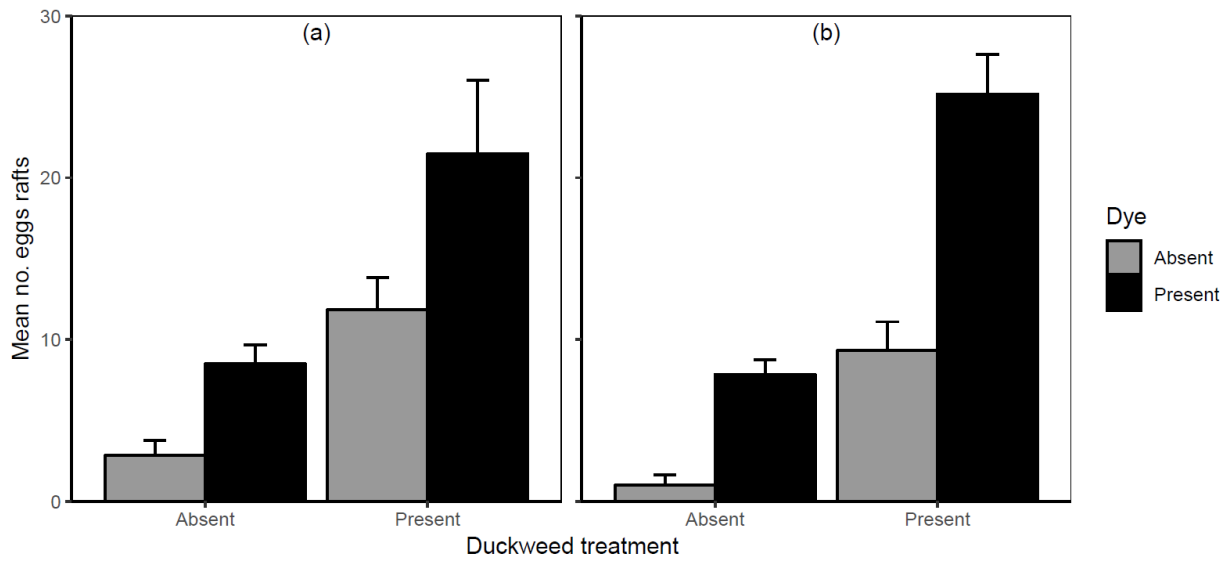 (a)
(b)
30
20
10
0
Mean no. eggs rafts
Absent
Present
Absent
Present
Duckweed treatment
Dye
Absent
Present